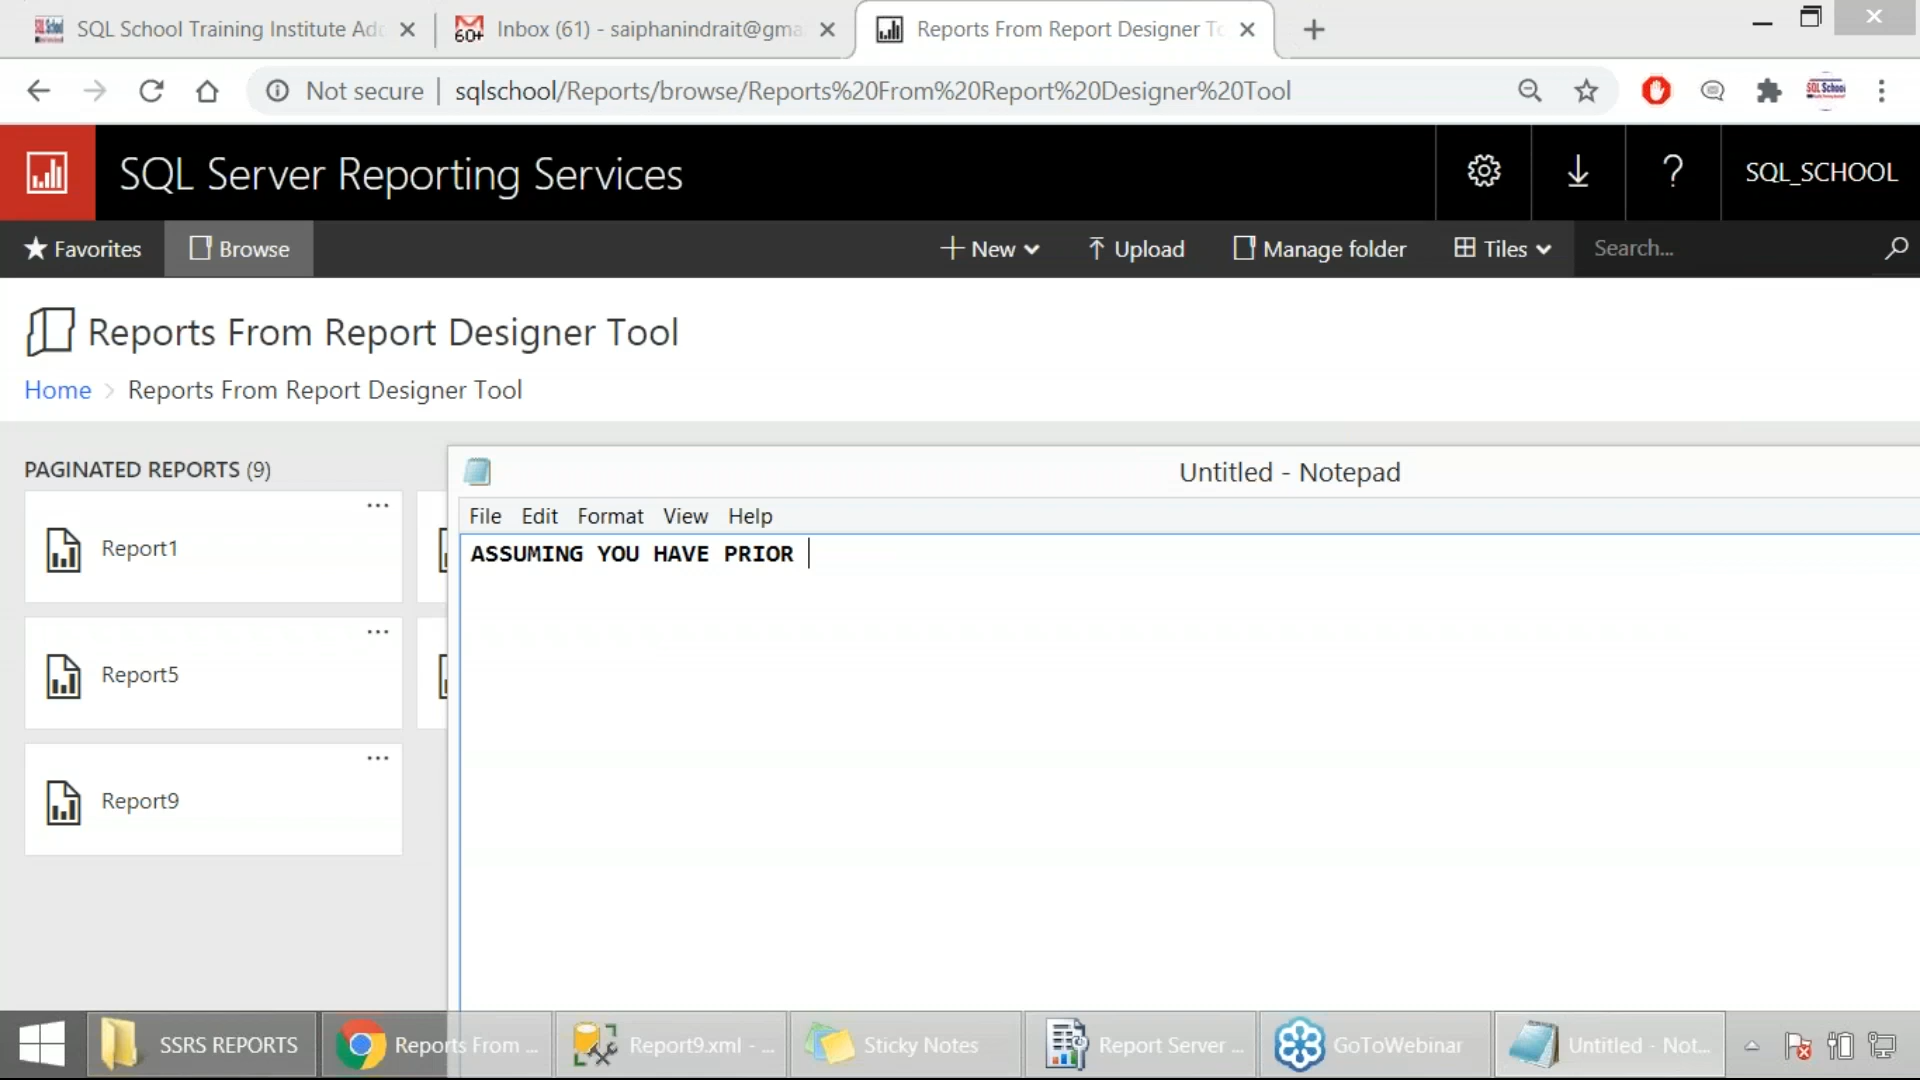 SQL School Training Institute Ad
Inbox (61) - saiphanindrait@gma
Reports From Report Designer T
Not secure
sqlschool/Reports/browse/Reports%20From%20Report%20Designer%20Tool
SQL Server Reporting Services
SQL_SCHOOL
Favorites
Browse
New
Upload
Manage folder
Tiles
Search...
Reports From Report Designer Tool
Home > Reports From Report Designer Tool
PAGINATED REPORTS (9)
Untitled - Notepad
File Edit Format View Help
ASSUMING YOU HAVE PRIOR
Report1
Report5
Report9
SSRS REPORTS
Reports From ...
Report9.xml - ...
Sticky Notes
Report Server ...
GoToWebinar
Untitled - Not...